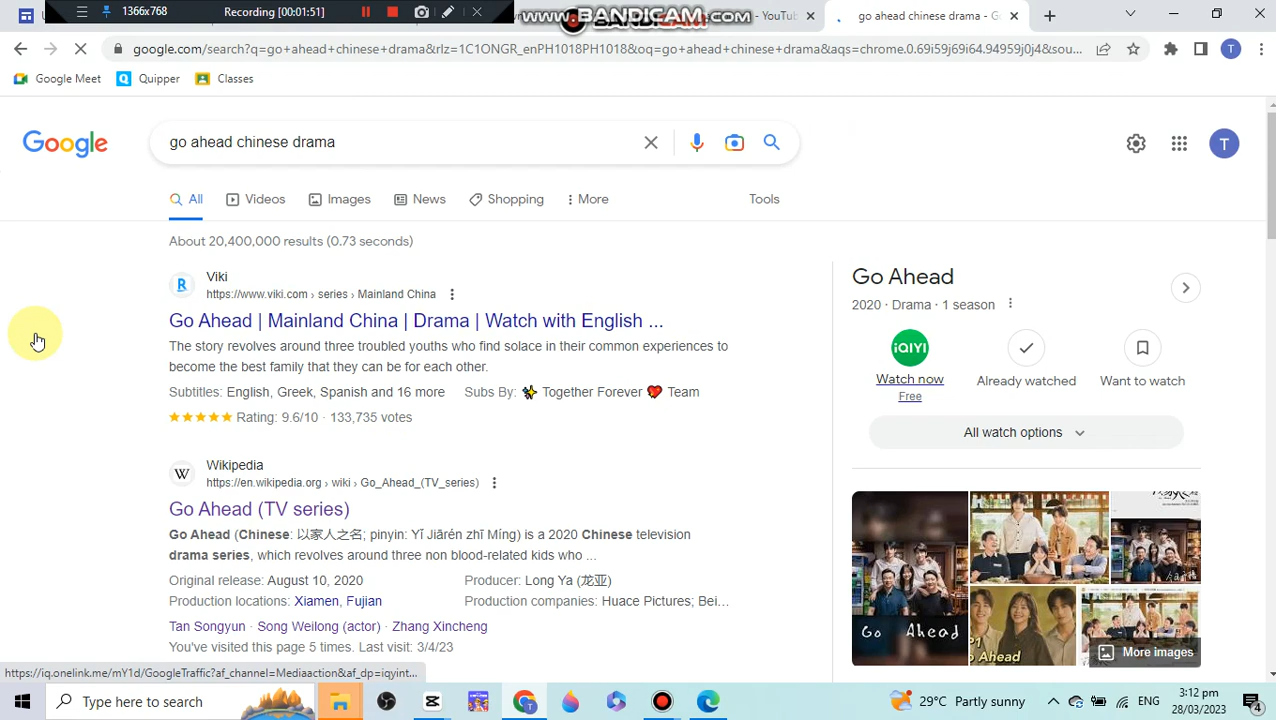 1366x768
Recording [00:01:51]
www.BANDICAM.com
YouTube
go ahead chinese drama - G
google.com/search?q=go+ahead+chinese+drama&rlz=1C1ONGR_enPH1018PH1018&oq=go+ahead+chinese+drama&aqs=chrome.0.69i59j69i64.94959j0j4&sou...
T
Google Meet
Quipper
Classes
Google
go ahead chinese drama
T
All
Videos
Images
News
Shopping
More
Tools
About 20,400,000 results (0.73 seconds)
Viki
https://www.viki.com › series › Mainland China
Go Ahead | Mainland China | Drama | Watch with English ...
The story revolves around three troubled youths who find solace in their common experiences to
become the best family that they can be for each other.
Subtitles: English, Greek, Spanish and 16 more Subs By: ✨ Together Forever ❤️ Team
Rating: 9.6/10 · 133,735 votes
W
Wikipedia
https://en.wikipedia.org › wiki › Go_Ahead_(TV_series)
Go Ahead (TV series)
Go Ahead (Chinese: 以家人之名; pinyin: Yǐ Jiārén zhī Míng) is a 2020 Chinese television
drama series, which revolves around three non blood-related kids who ...
Original release: August 10, 2020 Producer: Long Ya (龙亚)
Production locations: Xiamen, Fujian Production companies: Huace Pictures; Bei...
Tan Songyun · Song Weilong (actor) · Zhang Xincheng
You've visited this page 5 times. Last visit: 3/4/23
Go Ahead
2020 · Drama · 1 season
iQIYI
Watch now
Free
Already watched
Want to watch
All watch options
Go Ahead
Go Ahead
More images
https://iq.onelink.me/mY1d/GoogleTraffic?af_channel=Mediaaction&af_dp=iqyint...
Type here to search
29°C Partly sunny
ENG
3:12 pm
28/03/2023
4